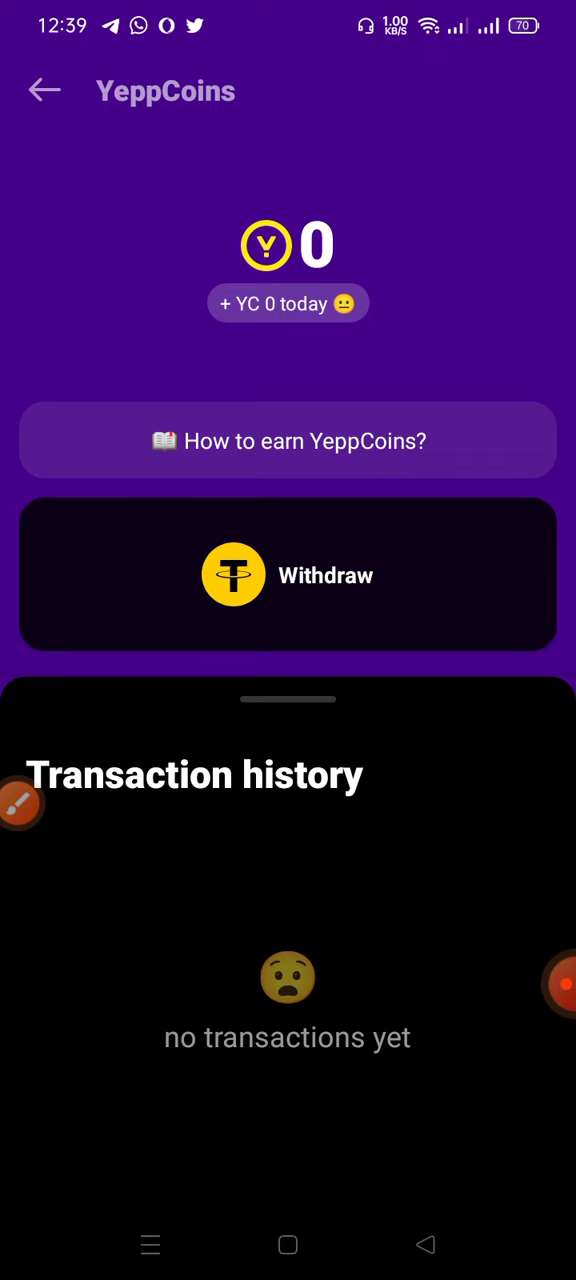 12:39
1.00
KB/S
70
YeppCoins
0
+ YC 0 today 😐
📖 How to earn YeppCoins?
Withdraw
Transaction history
no transactions yet